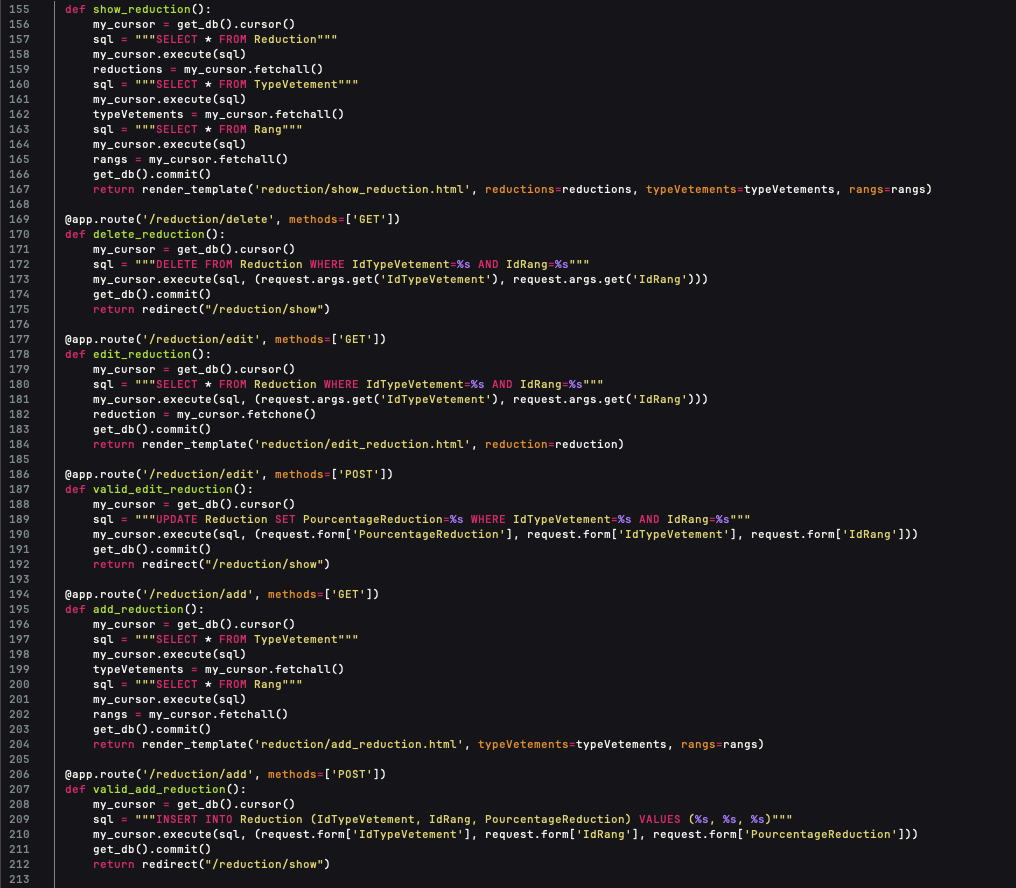 155 def show_reduction():
156     my_cursor = get_db().cursor()
157     sql = """SELECT * FROM Reduction"""
158     my_cursor.execute(sql)
159     reductions = my_cursor.fetchall()
160     sql = """SELECT * FROM TypeVetement"""
161     my_cursor.execute(sql)
162     typeVetements = my_cursor.fetchall()
163     sql = """SELECT * FROM Rang"""
164     my_cursor.execute(sql)
165     rangs = my_cursor.fetchall()
166     get_db().commit()
167     return render_template('reduction/show_reduction.html', reductions=reductions, typeVetements=typeVetements, rangs=rangs)
168
169 @app.route('/reduction/delete', methods=['GET'])
170 def delete_reduction():
171     my_cursor = get_db().cursor()
172     sql = """DELETE FROM Reduction WHERE IdTypeVetement=%s AND IdRang=%s"""
173     my_cursor.execute(sql, (request.args.get('IdTypeVetement'), request.args.get('IdRang')))
174     get_db().commit()
175     return redirect("/reduction/show")
176
177 @app.route('/reduction/edit', methods=['GET'])
178 def edit_reduction():
179     my_cursor = get_db().cursor()
180     sql = """SELECT * FROM Reduction WHERE IdTypeVetement=%s AND IdRang=%s"""
181     my_cursor.execute(sql, (request.args.get('IdTypeVetement'), request.args.get('IdRang')))
182     reduction = my_cursor.fetchone()
183     get_db().commit()
184     return render_template('reduction/edit_reduction.html', reduction=reduction)
185
186 @app.route('/reduction/edit', methods=['POST'])
187 def valid_edit_reduction():
188     my_cursor = get_db().cursor()
189     sql = """UPDATE Reduction SET PourcentageReduction=%s WHERE IdTypeVetement=%s AND IdRang=%s"""
190     my_cursor.execute(sql, (request.form['PourcentageReduction'], request.form['IdTypeVetement'], request.form['IdRang']))
191     get_db().commit()
192     return redirect("/reduction/show")
193
194 @app.route('/reduction/add', methods=['GET'])
195 def add_reduction():
196     my_cursor = get_db().cursor()
197     sql = """SELECT * FROM TypeVetement"""
198     my_cursor.execute(sql)
199     typeVetements = my_cursor.fetchall()
200     sql = """SELECT * FROM Rang"""
201     my_cursor.execute(sql)
202     rangs = my_cursor.fetchall()
203     get_db().commit()
204     return render_template('reduction/add_reduction.html', typeVetements=typeVetements, rangs=rangs)
205
206 @app.route('/reduction/add', methods=['POST'])
207 def valid_add_reduction():
208     my_cursor = get_db().cursor()
209     sql = """INSERT INTO Reduction (IdTypeVetement, IdRang, PourcentageReduction) VALUES (%s, %s, %s)"""
210     my_cursor.execute(sql, (request.form['IdTypeVetement'], request.form['IdRang'], request.form['PourcentageReduction']))
211     get_db().commit()
212     return redirect("/reduction/show")
213